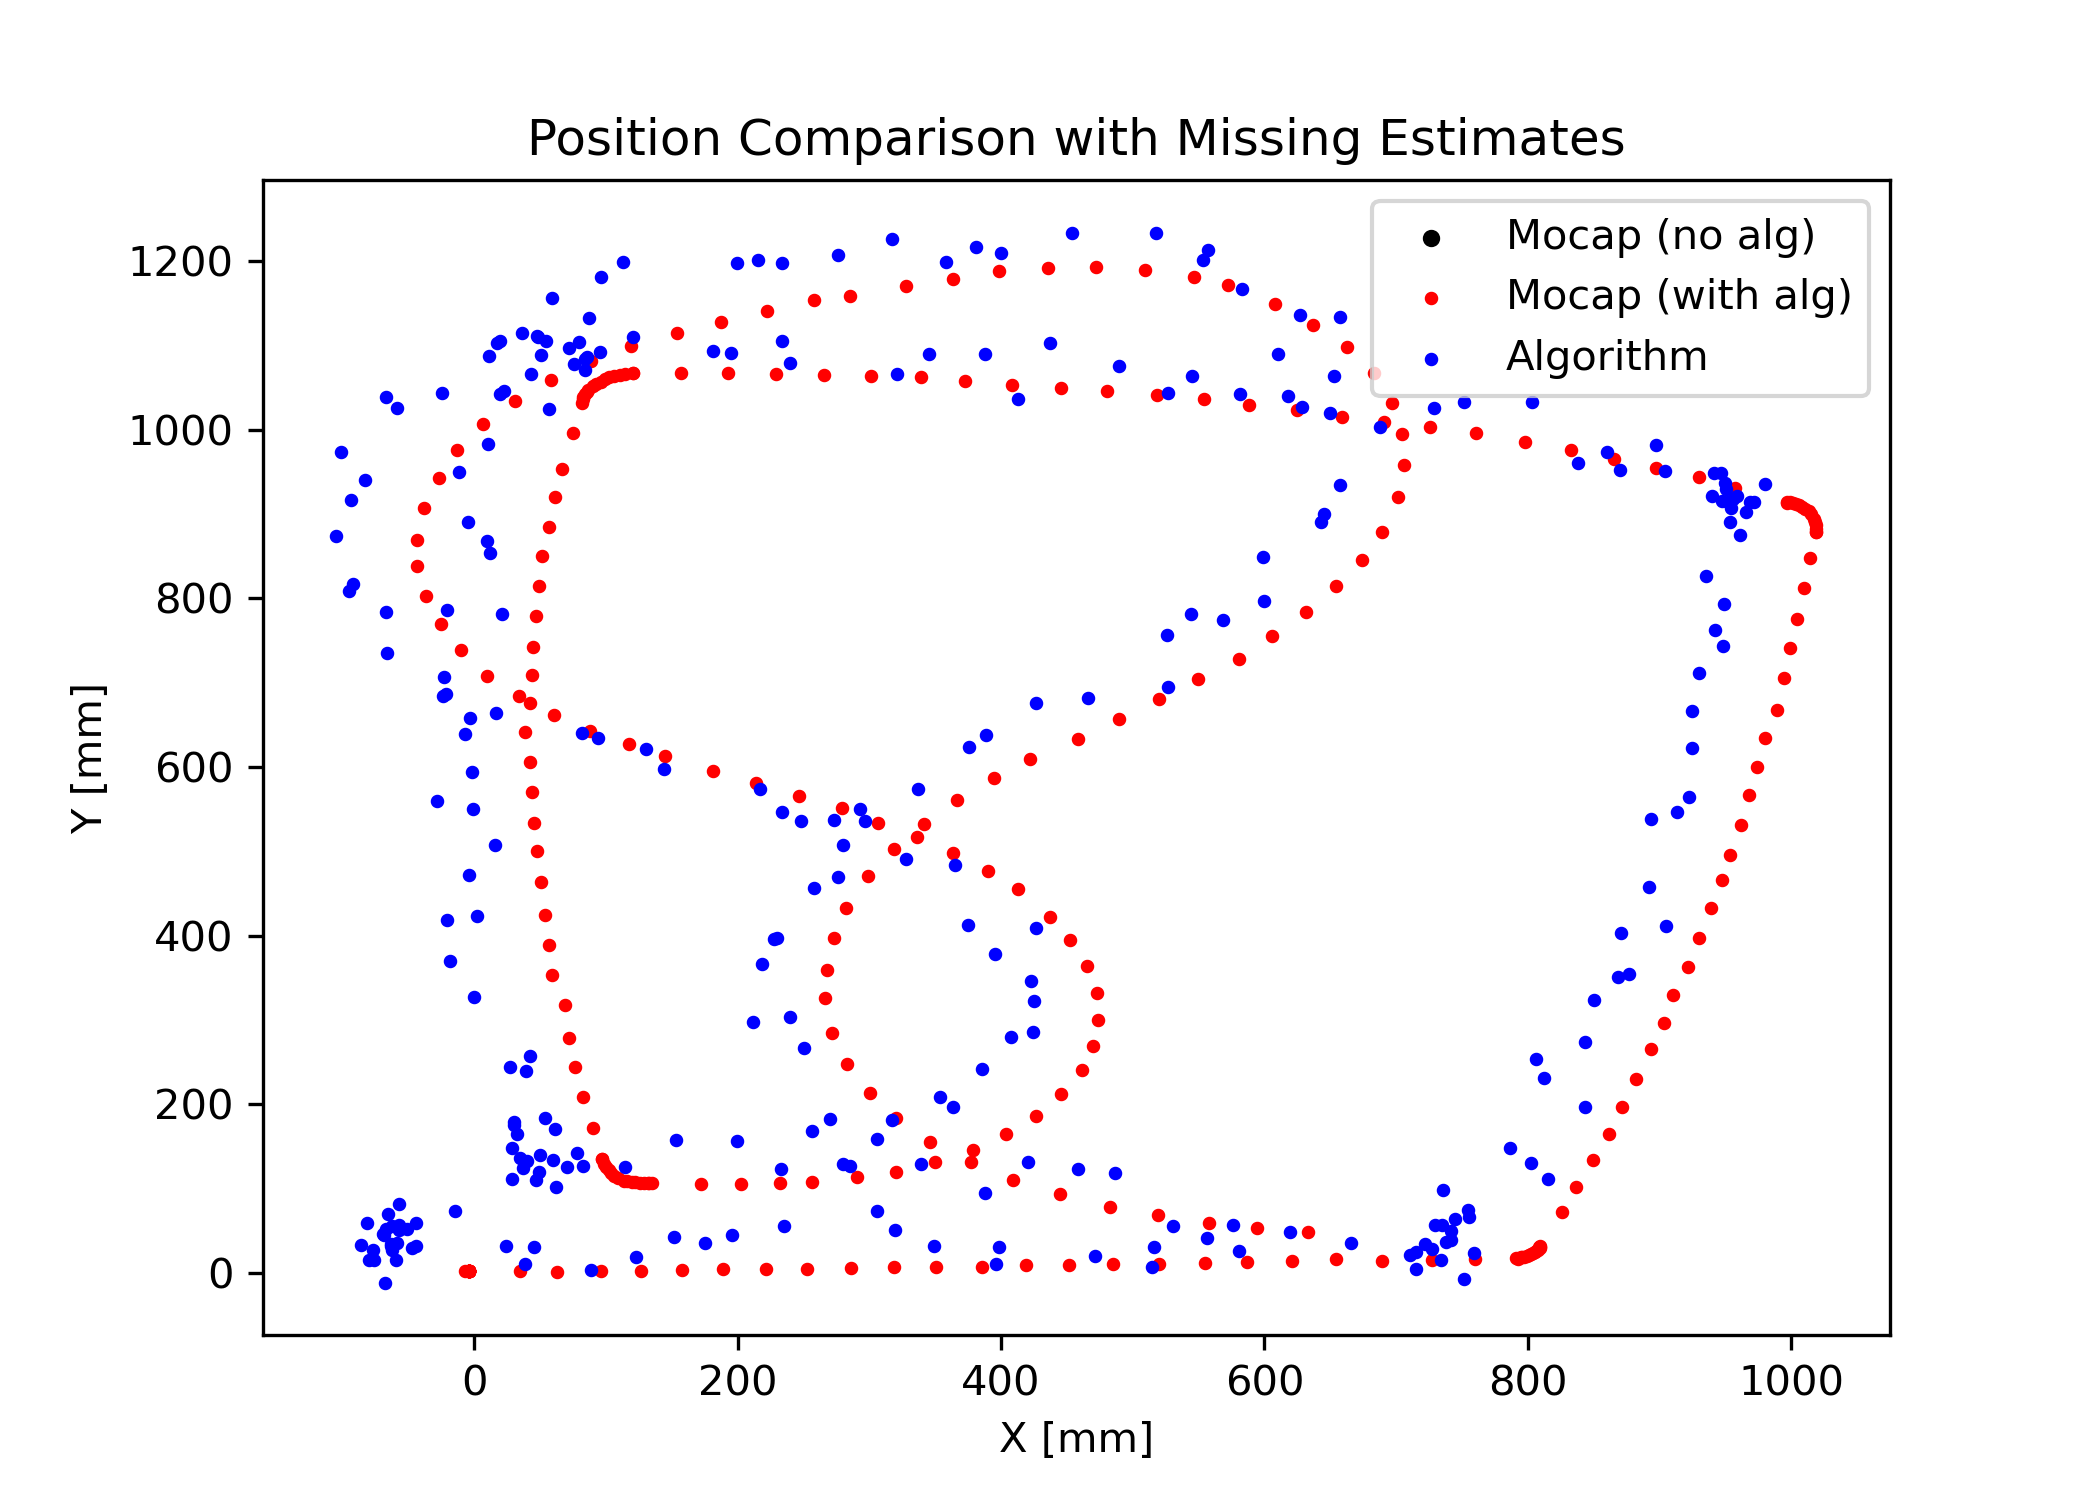 Position Comparison with Missing Estimates
Mocap (no alg)
Mocap (with alg)
Algorithm
1200
1000
800
600
400
200
0
Y [mm]
0 200 400 600 800 1000
X [mm]